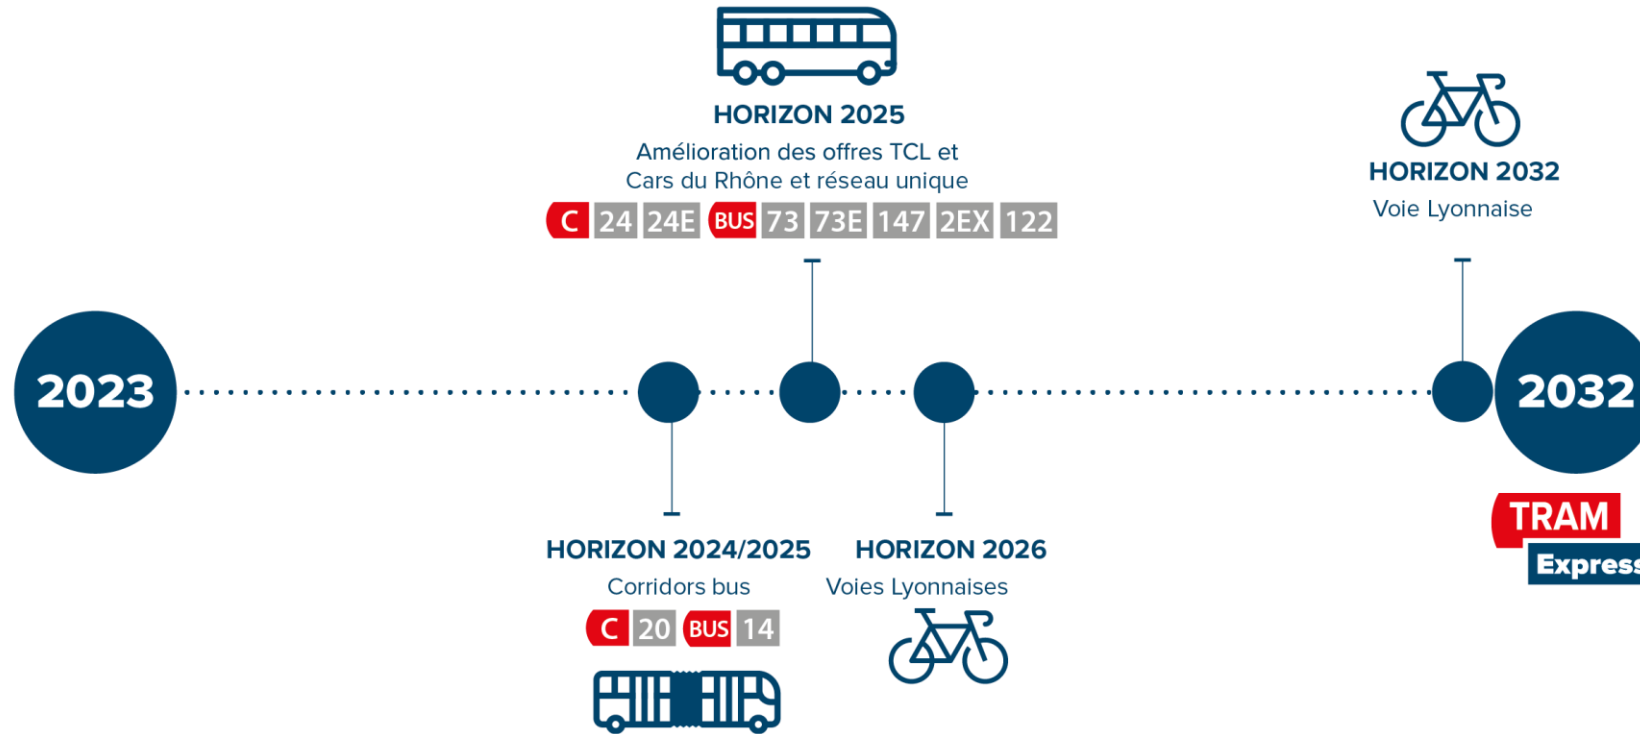 HORIZON 2025
Amélioration des offres TCL et
Cars du Rhône et réseau unique
C 24 24E BUS 73 73E 147 2EX 122
HORIZON 2032
Voie Lyonnaise
2023
2032
HORIZON 2024/2025
Corridors bus
C 20 BUS 14
HORIZON 2026
Voies Lyonnaises
TRAM
Express